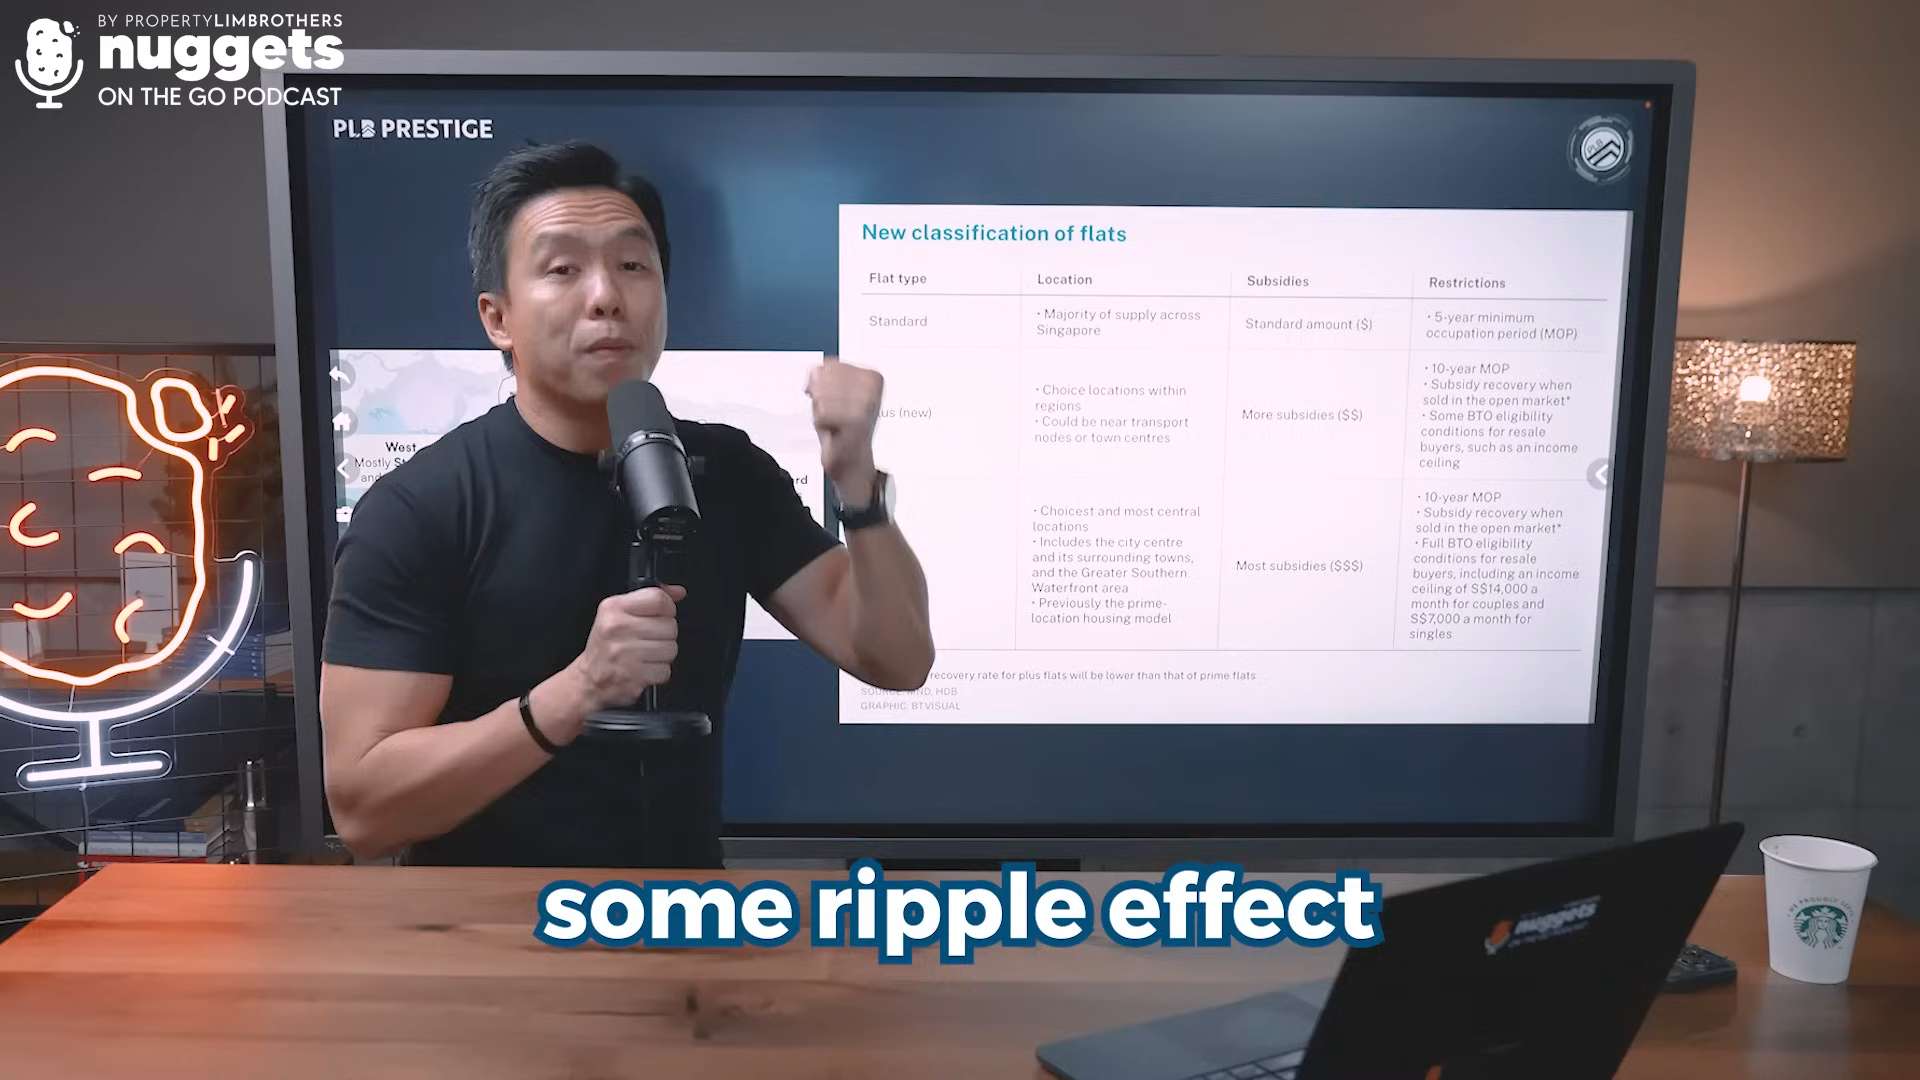 BY PROPERTYLIMBROTHERS
nuggets
ON THE GO PODCAST
PLB PRESTIGE
PLB
New classification of flats
Flat type
Location
Subsidies
Restrictions
Standard
• Majority of supply across
Singapore
Standard amount ($)
• 5-year minimum
occupation period (MOP)
(new)
• Choice locations within
regions
• Could be near transport
nodes or town centres
More subsidies ($$)
• 10-year MOP
• Subsidy recovery when
sold in the open market*
• Some BTO eligibility
conditions for resale
buyers, such as an income
ceiling
• Choicest and most central
locations
• Includes the city centre
and its surrounding towns,
and the Greater Southern
Waterfront area
• Previously the prime-
location housing model
Most subsidies ($$$)
• 10-year MOP
• Subsidy recovery when
sold in the open market*
• Full BTO eligibility
conditions for resale
buyers, including an income
ceiling of S$14,000 a
month for couples and
S$7,000 a month for
singles
recovery rate for plus flats will be lower than that of prime flats
SOURCE: MND, HDB
GRAPHIC: BTVISUAL
West
Mostly
some ripple effect
nuggets